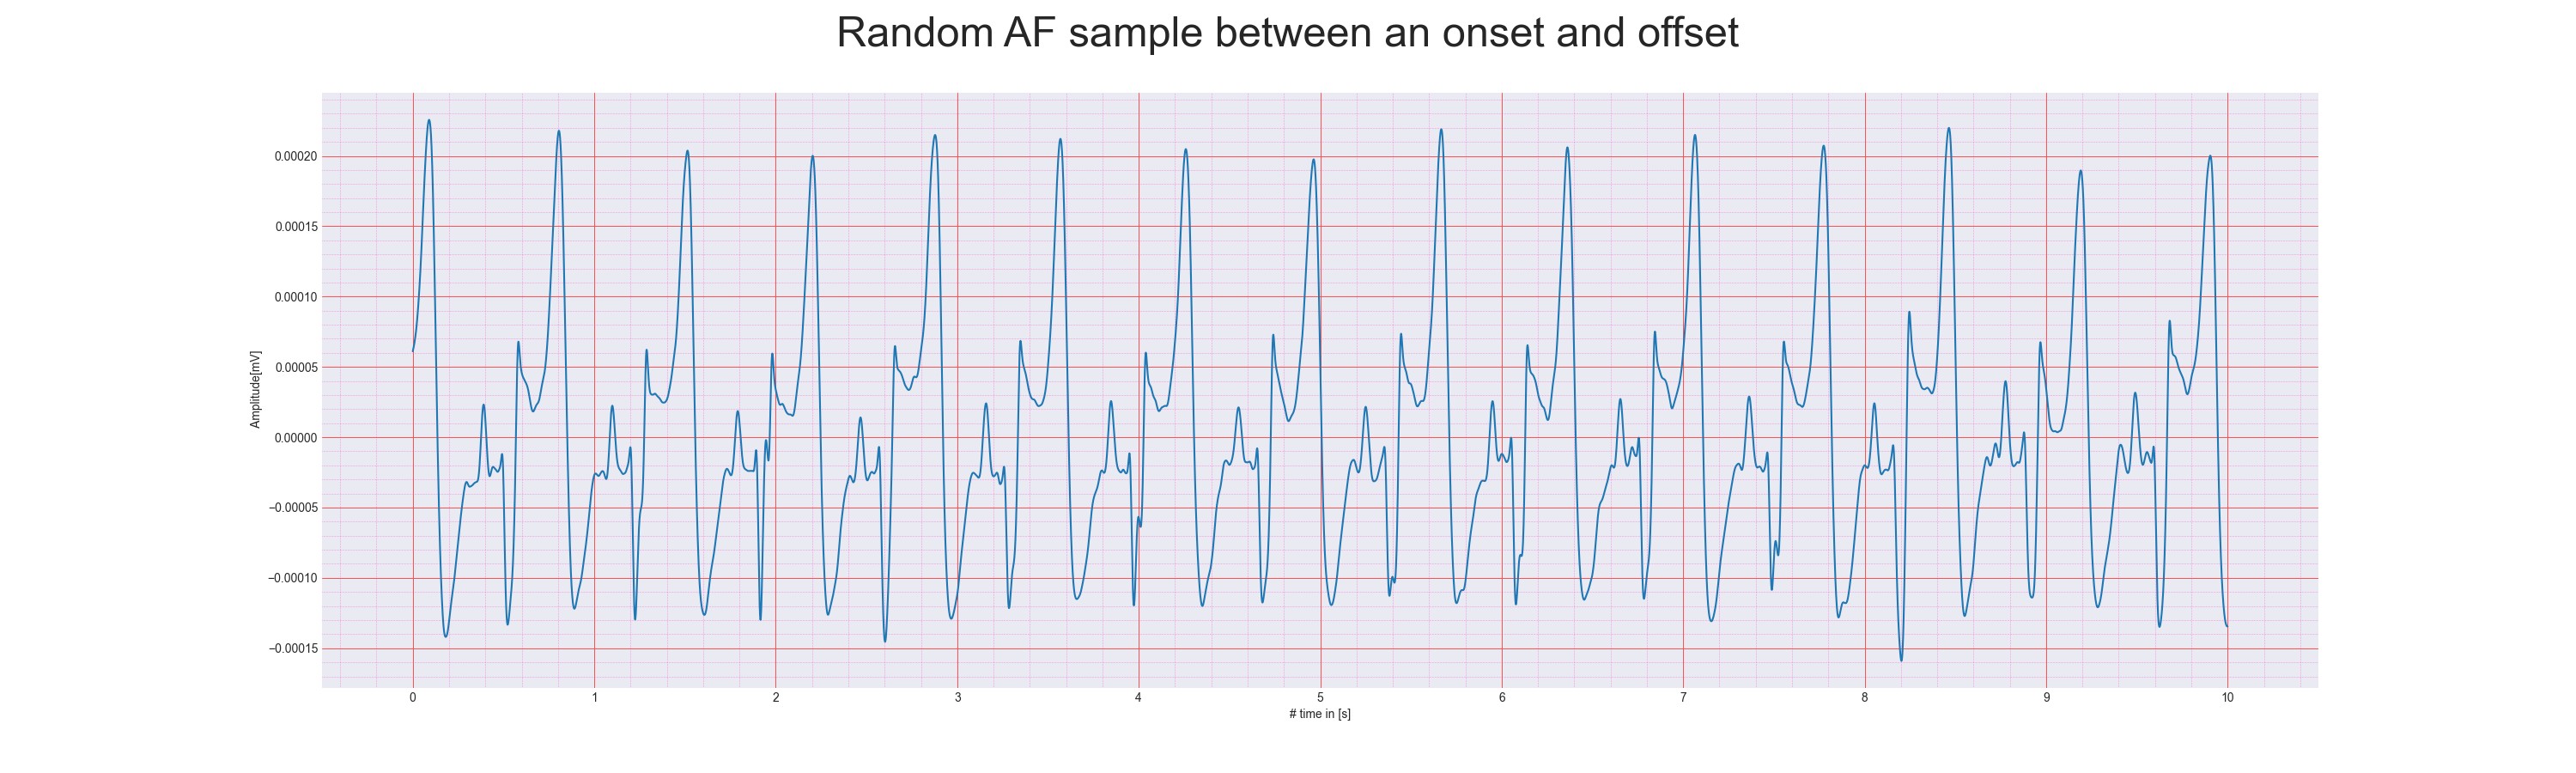 Random AF sample between an onset and offset
Amplitude[mV]
0.00020
0.00015
0.00010
0.00005
0.00000
−0.00005
−0.00010
−0.00015
0 1 2 3 4 5 6 7 8 9 10
# time in [s]